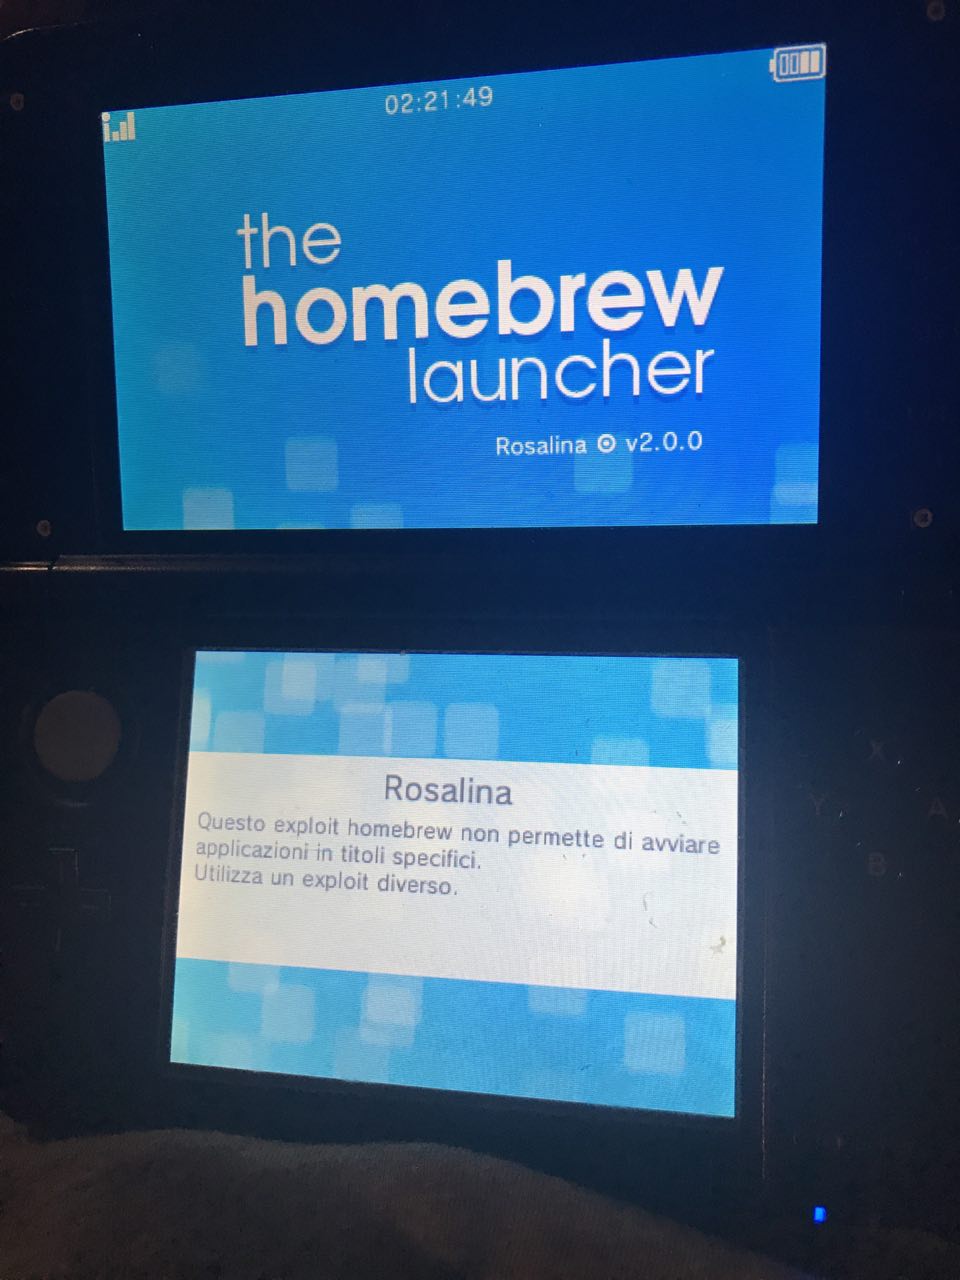 02:21:49
the
homebrew
launcher
Rosalina v2.0.0
Rosalina
Questo exploit homebrew non permette di avviare
applicazioni in titoli specifici.
Utilizza un exploit diverso.
X
Y
A
B